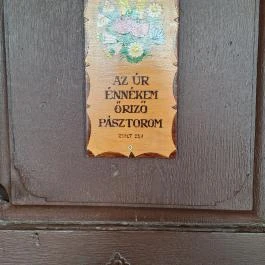 AZ ÚR
ÉNNÉKEM
ŐRIZŐ
PÁSZTOROM